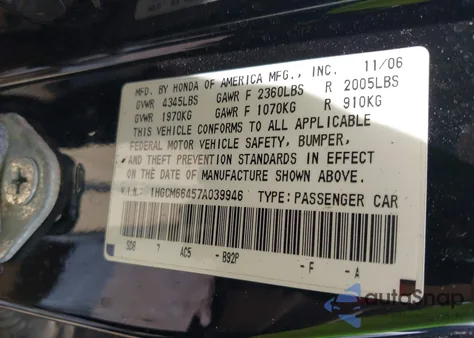 MFD. BY HONDA OF AMERICA MFG., INC. 11/06
GVWR 4345LBS GAWR F 2360LBS R 2005LBS
GVWR 1970KG GAWR F 1070KG R 910KG
THIS VEHICLE CONFORMS TO ALL APPLICABLE
FEDERAL MOTOR VEHICLE SAFETY, BUMPER,
AND THEFT PREVENTION STANDARDS IN EFFECT
ON THE DATE OF MANUFACTURE SHOWN ABOVE.
V.I.N.: 1HGCM66457A039946 TYPE: PASSENGER CAR
SDB 7 AC5 - B92P - F - A
autoSnap